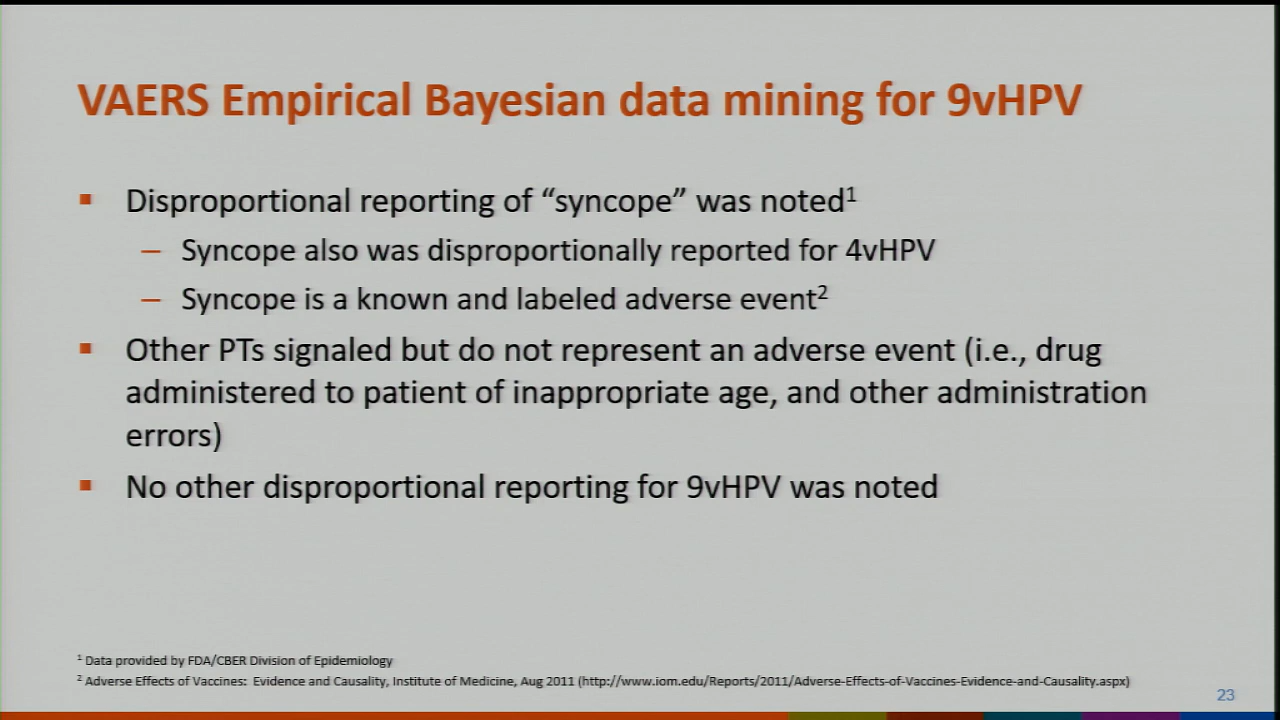 VAERS Empirical Bayesian data mining for 9vHPV
▪ Disproportional reporting of “syncope” was noted¹
– Syncope also was disproportionally reported for 4vHPV
– Syncope is a known and labeled adverse event²
▪ Other PTs signaled but do not represent an adverse event (i.e., drug
administered to patient of inappropriate age, and other administration
errors)
▪ No other disproportional reporting for 9vHPV was noted
¹ Data provided by FDA/CBER Division of Epidemiology
² Adverse Effects of Vaccines: Evidence and Causality, Institute of Medicine, Aug 2011 (http://www.iom.edu/Reports/2011/Adverse-Effects-of-Vaccines-Evidence-and-Causality.aspx)
23